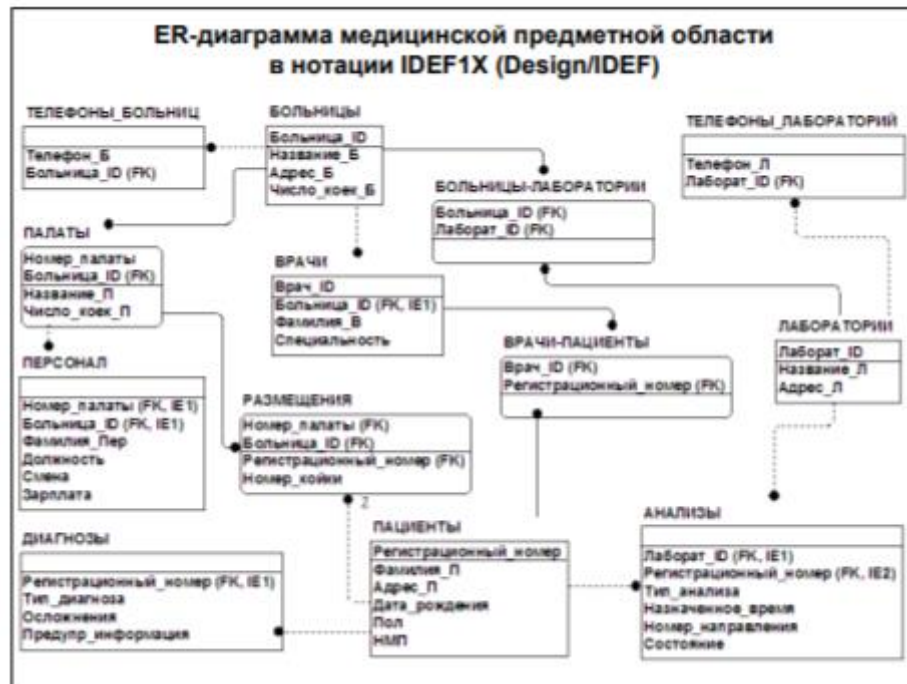 ER-диаграмма медицинской предметной области
в нотации IDEF1X (Design/IDEF)
ТЕЛЕФОНЫ_БОЛЬНИЦ
Телефон_Б
Больница_ID (FK)
БОЛЬНИЦЫ
Больница_ID
Название_Б
Адрес_Б
Число_коек_Б
ТЕЛЕФОНЫ_ЛАБОРАТОРИЙ
Телефон_Л
Лаборат_ID (FK)
БОЛЬНИЦЫ-ЛАБОРАТОРИИ
Больница_ID (FK)
Лаборат_ID (FK)
ПАЛАТЫ
Номер_палаты
Больница_ID (FK)
Название_П
Число_коек_П
ВРАЧИ
Врач_ID
Больница_ID (FK, IE1)
Фамилия_В
Специальность
ЛАБОРАТОРИИ
Лаборат_ID
Название_Л
Адрес_Л
ВРАЧИ-ПАЦИЕНТЫ
Врач_ID (FK)
Регистрационный_номер (FK)
ПЕРСОНАЛ
Номер_палаты (FK, IE1)
Больница_ID (FK, IE1)
Фамилия_Пер
Должность
Смена
Зарплата
РАЗМЕЩЕНИЯ
Номер_палаты (FK)
Больница_ID (FK)
Регистрационный_номер (FK)
Номер_койки
Z
ДИАГНОЗЫ
Регистрационный_номер (FK, IE1)
Тип_диагноза
Осложнения
Предупр_информация
ПАЦИЕНТЫ
Регистрационный_номер
Фамилия_П
Адрес_П
Дата_рождения
Пол
НМП
АНАЛИЗЫ
Лаборат_ID (FK, IE1)
Регистрационный_номер (FK, IE2)
Тип_анализа
Назначенное_время
Номер_направления
Состояние